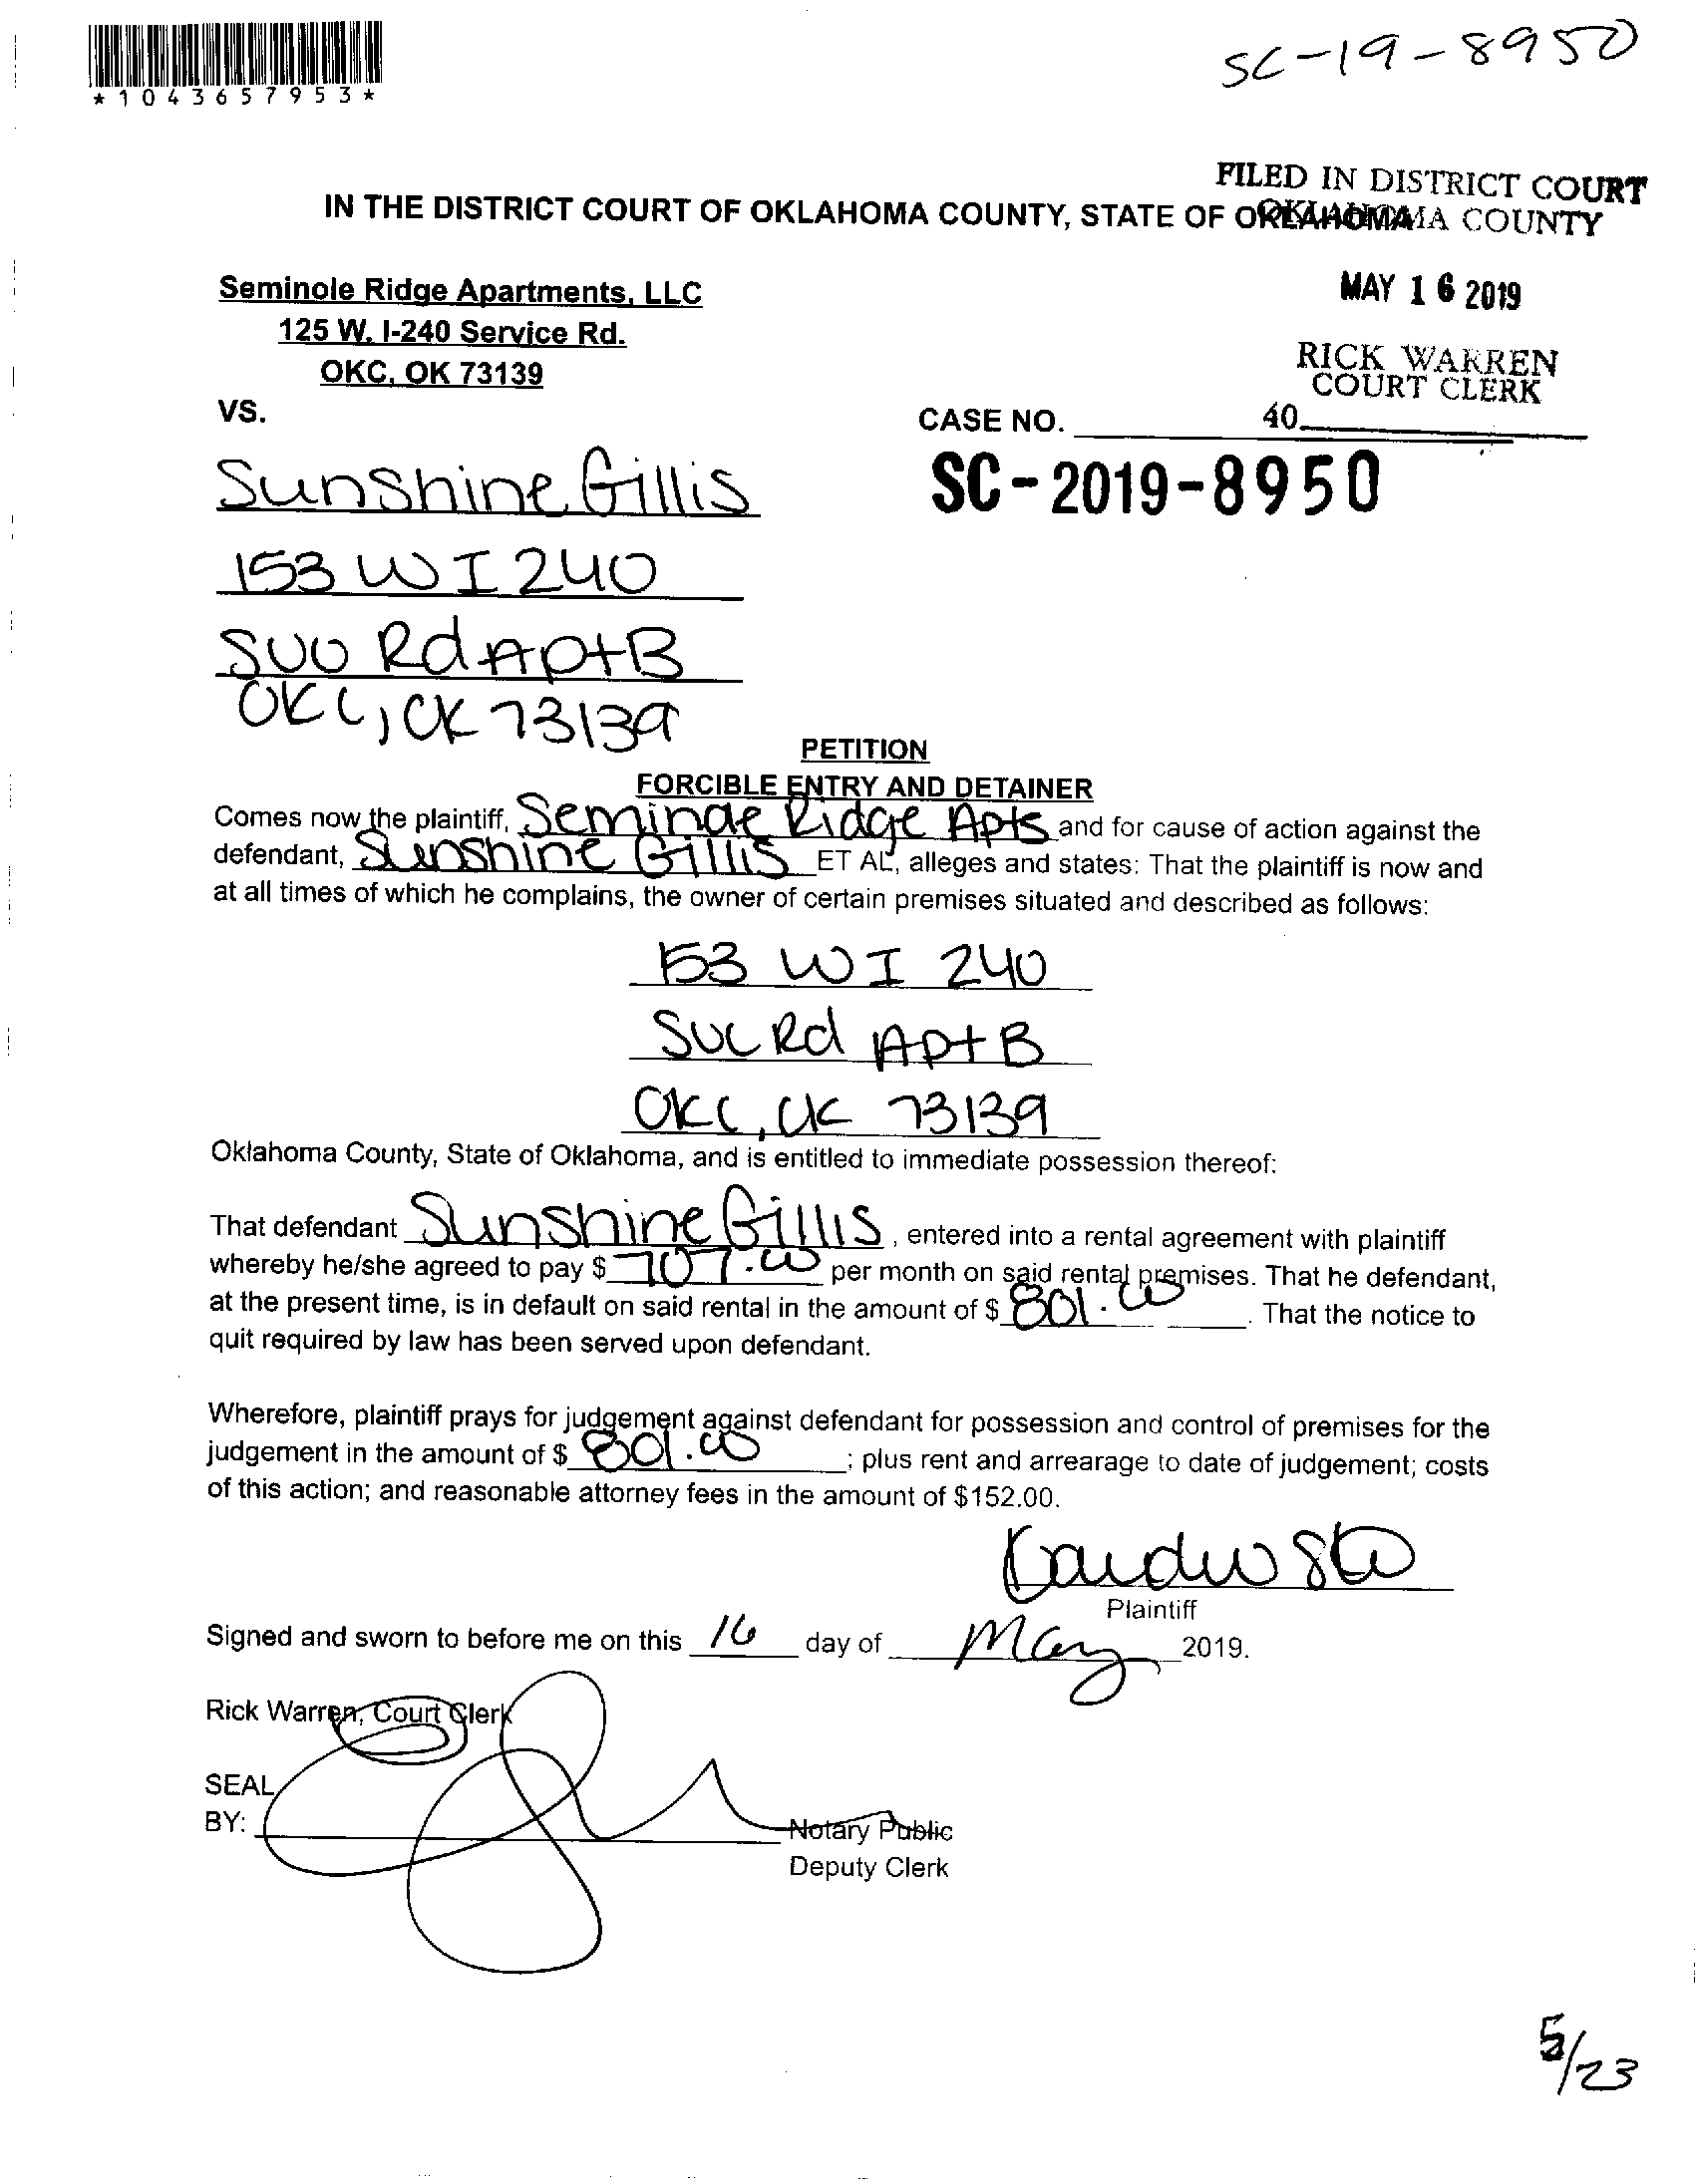 *1043657953*
SC-19-8950
FILED IN DISTRICT COURT
OKLAHOMA COUNTY
IN THE DISTRICT COURT OF OKLAHOMA COUNTY, STATE OF OKLAHOMA
Seminole Ridge Apartments, LLC
MAY 16 2019
125 W. I-240 Service Rd.
RICK WARREN
COURT CLERK
OKC, OK 73139
VS.
CASE NO.
40
SC-2019-8950
Sunshine Gillis
153 W I 240
Svc Rd Apt B
OKC, OK 73139
PETITION
FORCIBLE ENTRY AND DETAINER
Comes now the plaintiff, Seminole Ridge Apts and for cause of action against the
defendant, Sunshine Gillis ET AL, alleges and states: That the plaintiff is now and
at all times of which he complains, the owner of certain premises situated and described as follows:
153 W I 240
Svc Rd Apt B
OKC, OK 73139
Oklahoma County, State of Oklahoma, and is entitled to immediate possession thereof:
That defendant Sunshine Gillis, entered into a rental agreement with plaintiff
whereby he/she agreed to pay $ 707.00 per month on said rental premises. That he defendant,
at the present time, is in default on said rental in the amount of $ 801.00. That the notice to
quit required by law has been served upon defendant.
Wherefore, plaintiff prays for judgement against defendant for possession and control of premises for the
judgement in the amount of $ 801.00; plus rent and arrearage to date of judgement; costs
of this action; and reasonable attorney fees in the amount of $152.00.
Plaintiff
Signed and sworn to before me on this 16 day of May 2019.
Rick Warren, Court Clerk
SEAL
BY:
Notary Public
Deputy Clerk
5/23